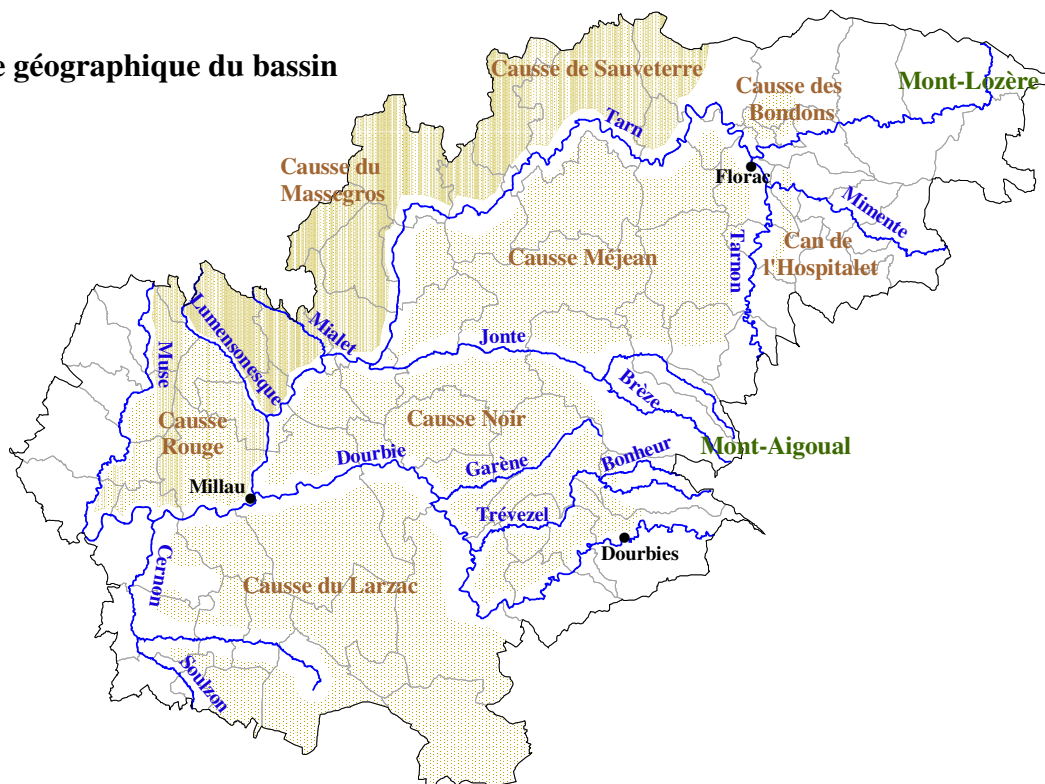 e géographique du bassin
Causse de Sauveterre
Mont-Lozère
Causse des
Bondons
Tarn
Causse du
Massegros
Florac
Mimente
Can de
l'Hospitalet
Causse Méjean
Tarnon
Lumensonesque
Mialet
Jonte
Muse
Brèze
Causse
Rouge
Causse Noir
Mont-Aigoual
Dourbie
Garène
Bonheur
Millau
Trévezel
Dourbies
Cernon
Causse du Larzac
Soulzon